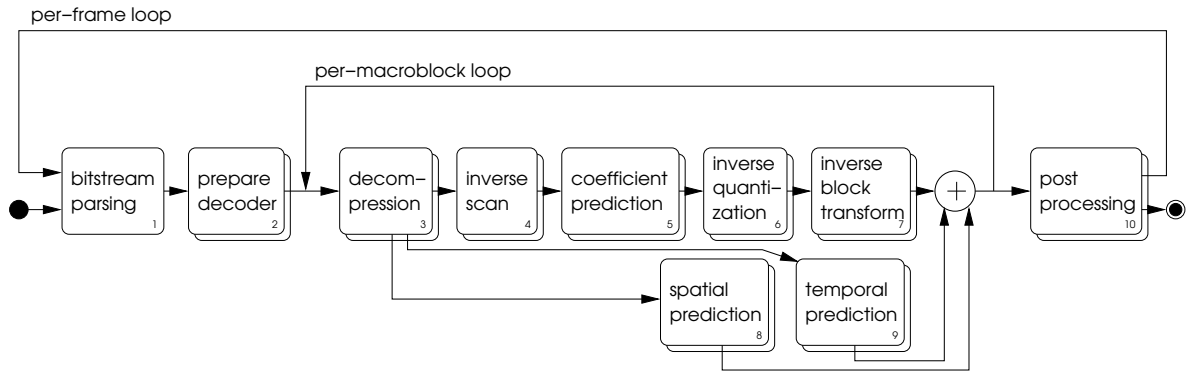 per–frame loop
per–macroblock loop
bitstream
parsing
1
prepare
decoder
2
decom–
pression
3
inverse
scan
4
coefficient
prediction
5
inverse
quanti–
zation
6
inverse
block
transform
7
+
post
processing
10
spatial
prediction
8
temporal
prediction
9